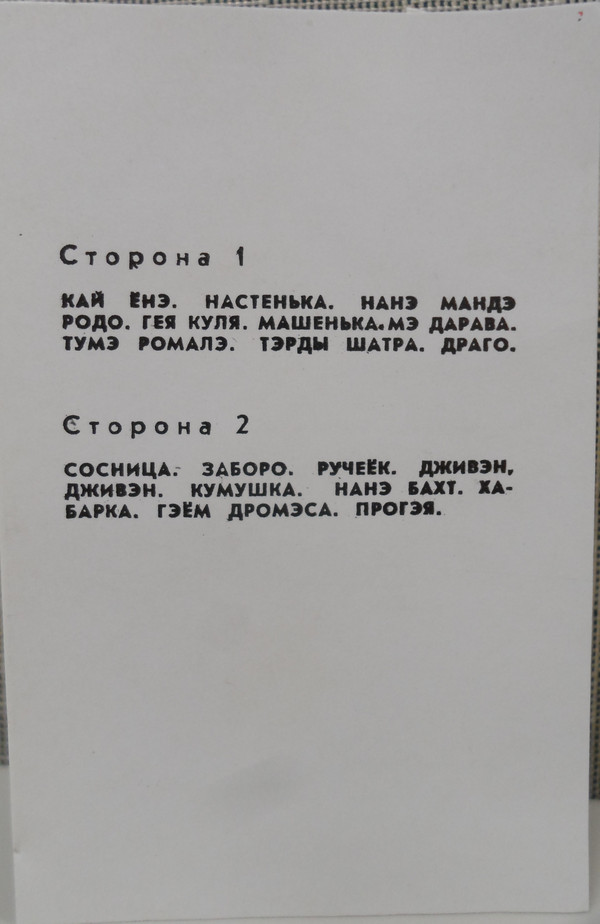 Сторона 1
КАЙ ЁНЭ. НАСТЕНЬКА. НАНЭ МАНДЭ
РОДО. ГЕЯ КУЛЯ. МАШЕНЬКА.МЭ ДАРАВА.
ТУМЭ РОМАЛЭ. ТЭРДЫ ШАТРА. ДРАГО.
Сторона 2
СОСНИЦА. ЗАБОРО. РУЧЕЁК. ДЖИВЭН,
ДЖИВЭН. КУМУШКА. НАНЭ БАХТ. ХА-
БАРКА. ГЭЁМ ДРОМЭСА. ПРОГЭЯ.